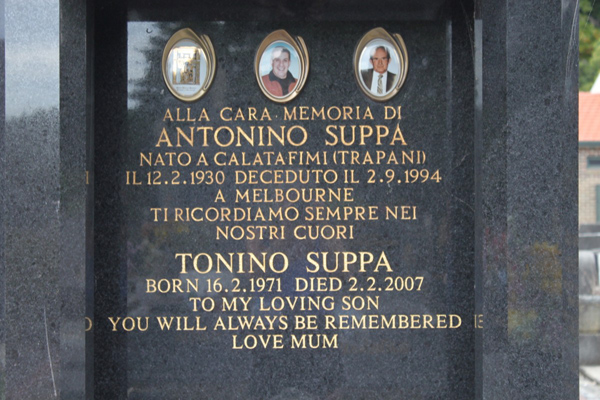 ALLA CARA MEMORIA DI
ANTONINO SUPPA
NATO A CALATAFIMI (TRAPANI)
IL 12.2.1930 DECEDUTO IL 2.9.1994
A MELBOURNE
TI RICORDIAMO SEMPRE NEI
NOSTRI CUORI
TONINO SUPPA
BORN 16.2.1971 DIED 2.2.2007
TO MY LOVING SON
YOU WILL ALWAYS BE REMEMBERED
LOVE MUM